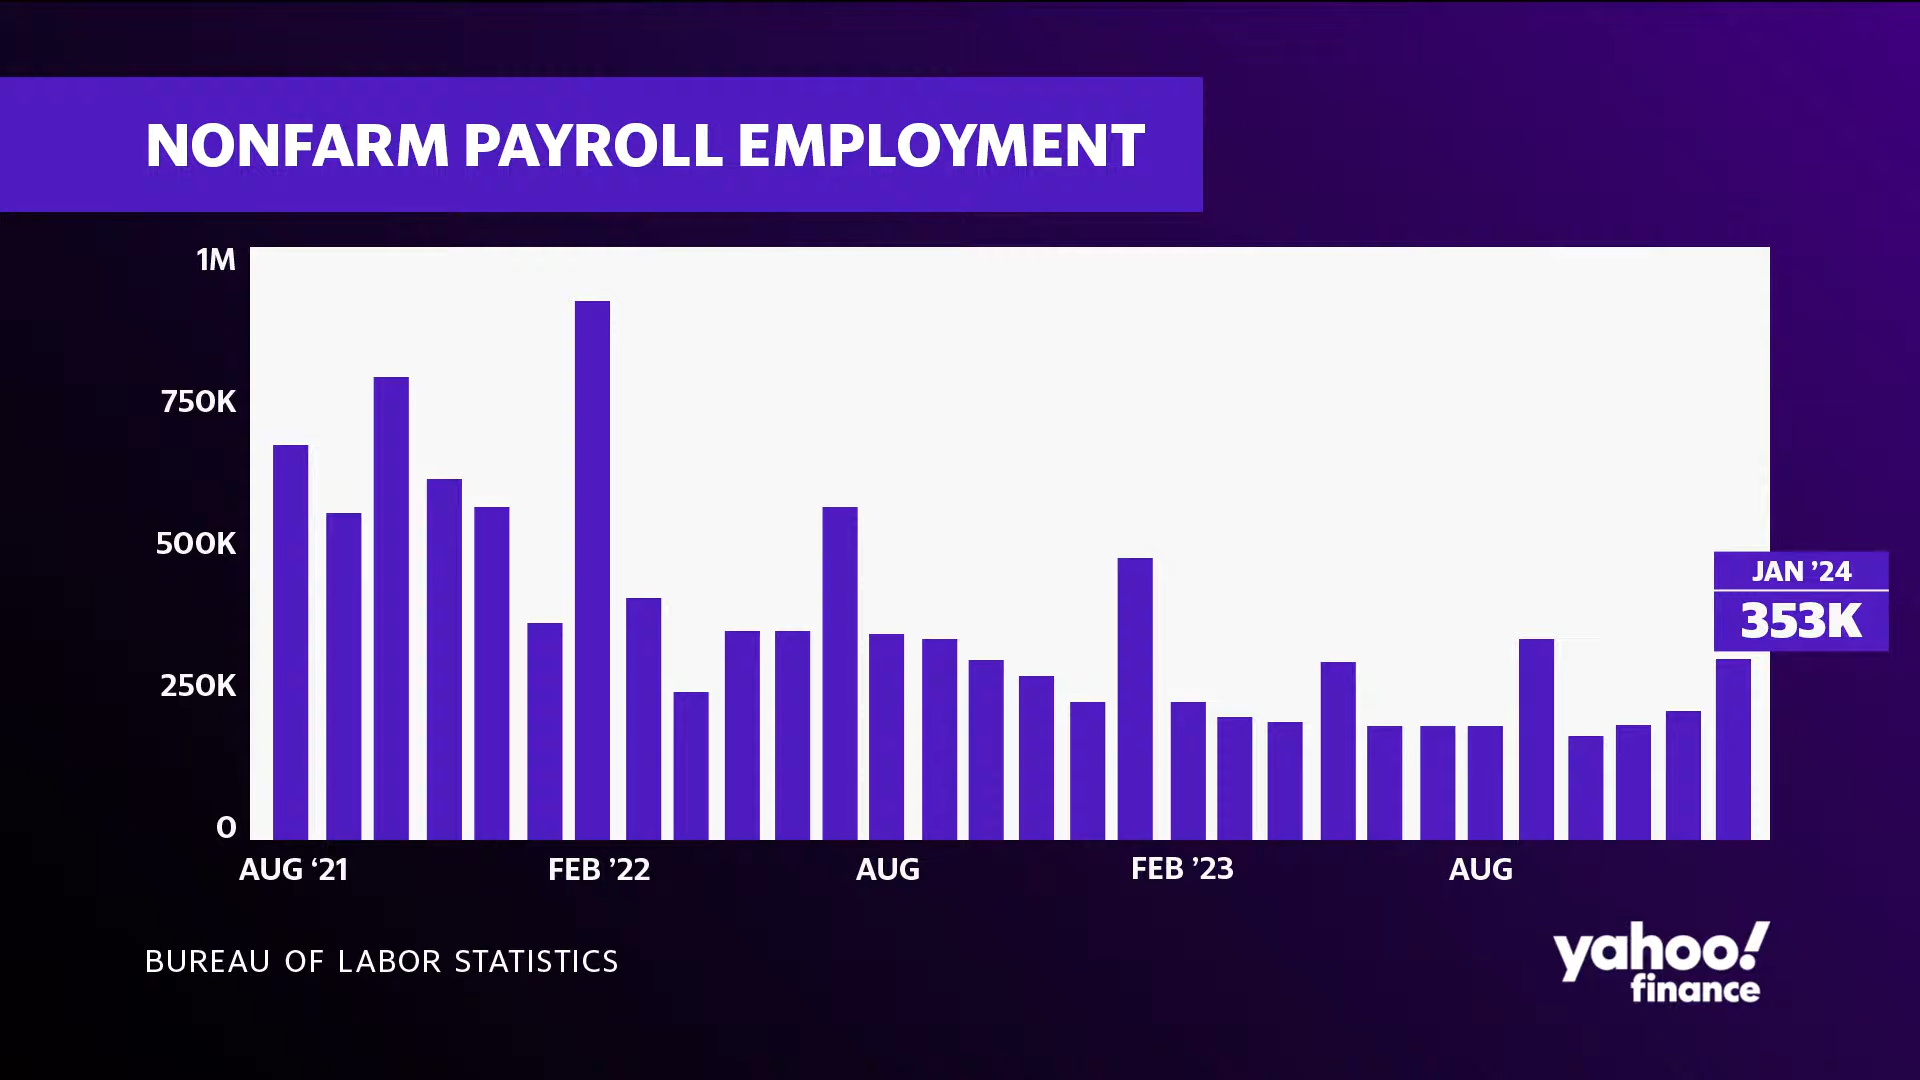 NONFARM PAYROLL EMPLOYMENT
1M
750K
500K
250K
0
JAN ’24
353K
AUG ‘21
FEB ’22
AUG
FEB ’23
AUG
BUREAU OF LABOR STATISTICS
yahoo!
finance